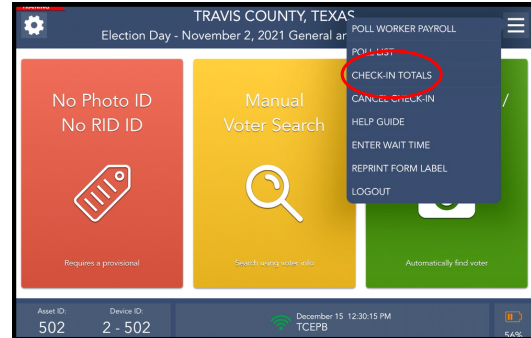 TRAINING
TRAVIS COUNTY, TEXAS
Election Day - November 2, 2021 General an
POLL WORKER PAYROLL
POLL LIST
CHECK-IN TOTALS
CANCEL CHECK-IN
HELP GUIDE
ENTER WAIT TIME
REPRINT FORM LABEL
LOGOUT
No Photo ID
No RID ID
Requires a provisional
Manual
Voter Search
Search using voter info
/
Automatically find voter
Asset ID:
502
Device ID:
2 - 502
December 15 12:30:15 PM
TCEPB
56%